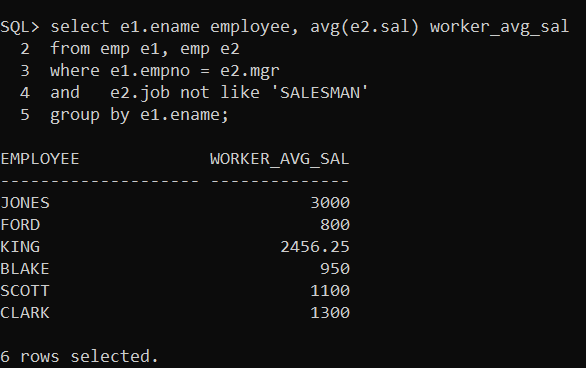 SQL> select e1.ename employee, avg(e2.sal) worker_avg_sal
  2  from emp e1, emp e2
  3  where e1.empno = e2.mgr
  4  and   e2.job not like 'SALESMAN'
  5  group by e1.ename;

EMPLOYEE             WORKER_AVG_SAL
-------------------- --------------
JONES                          3000
FORD                            800
KING                        2456.25
BLAKE                           950
SCOTT                          1100
CLARK                          1300

6 rows selected.